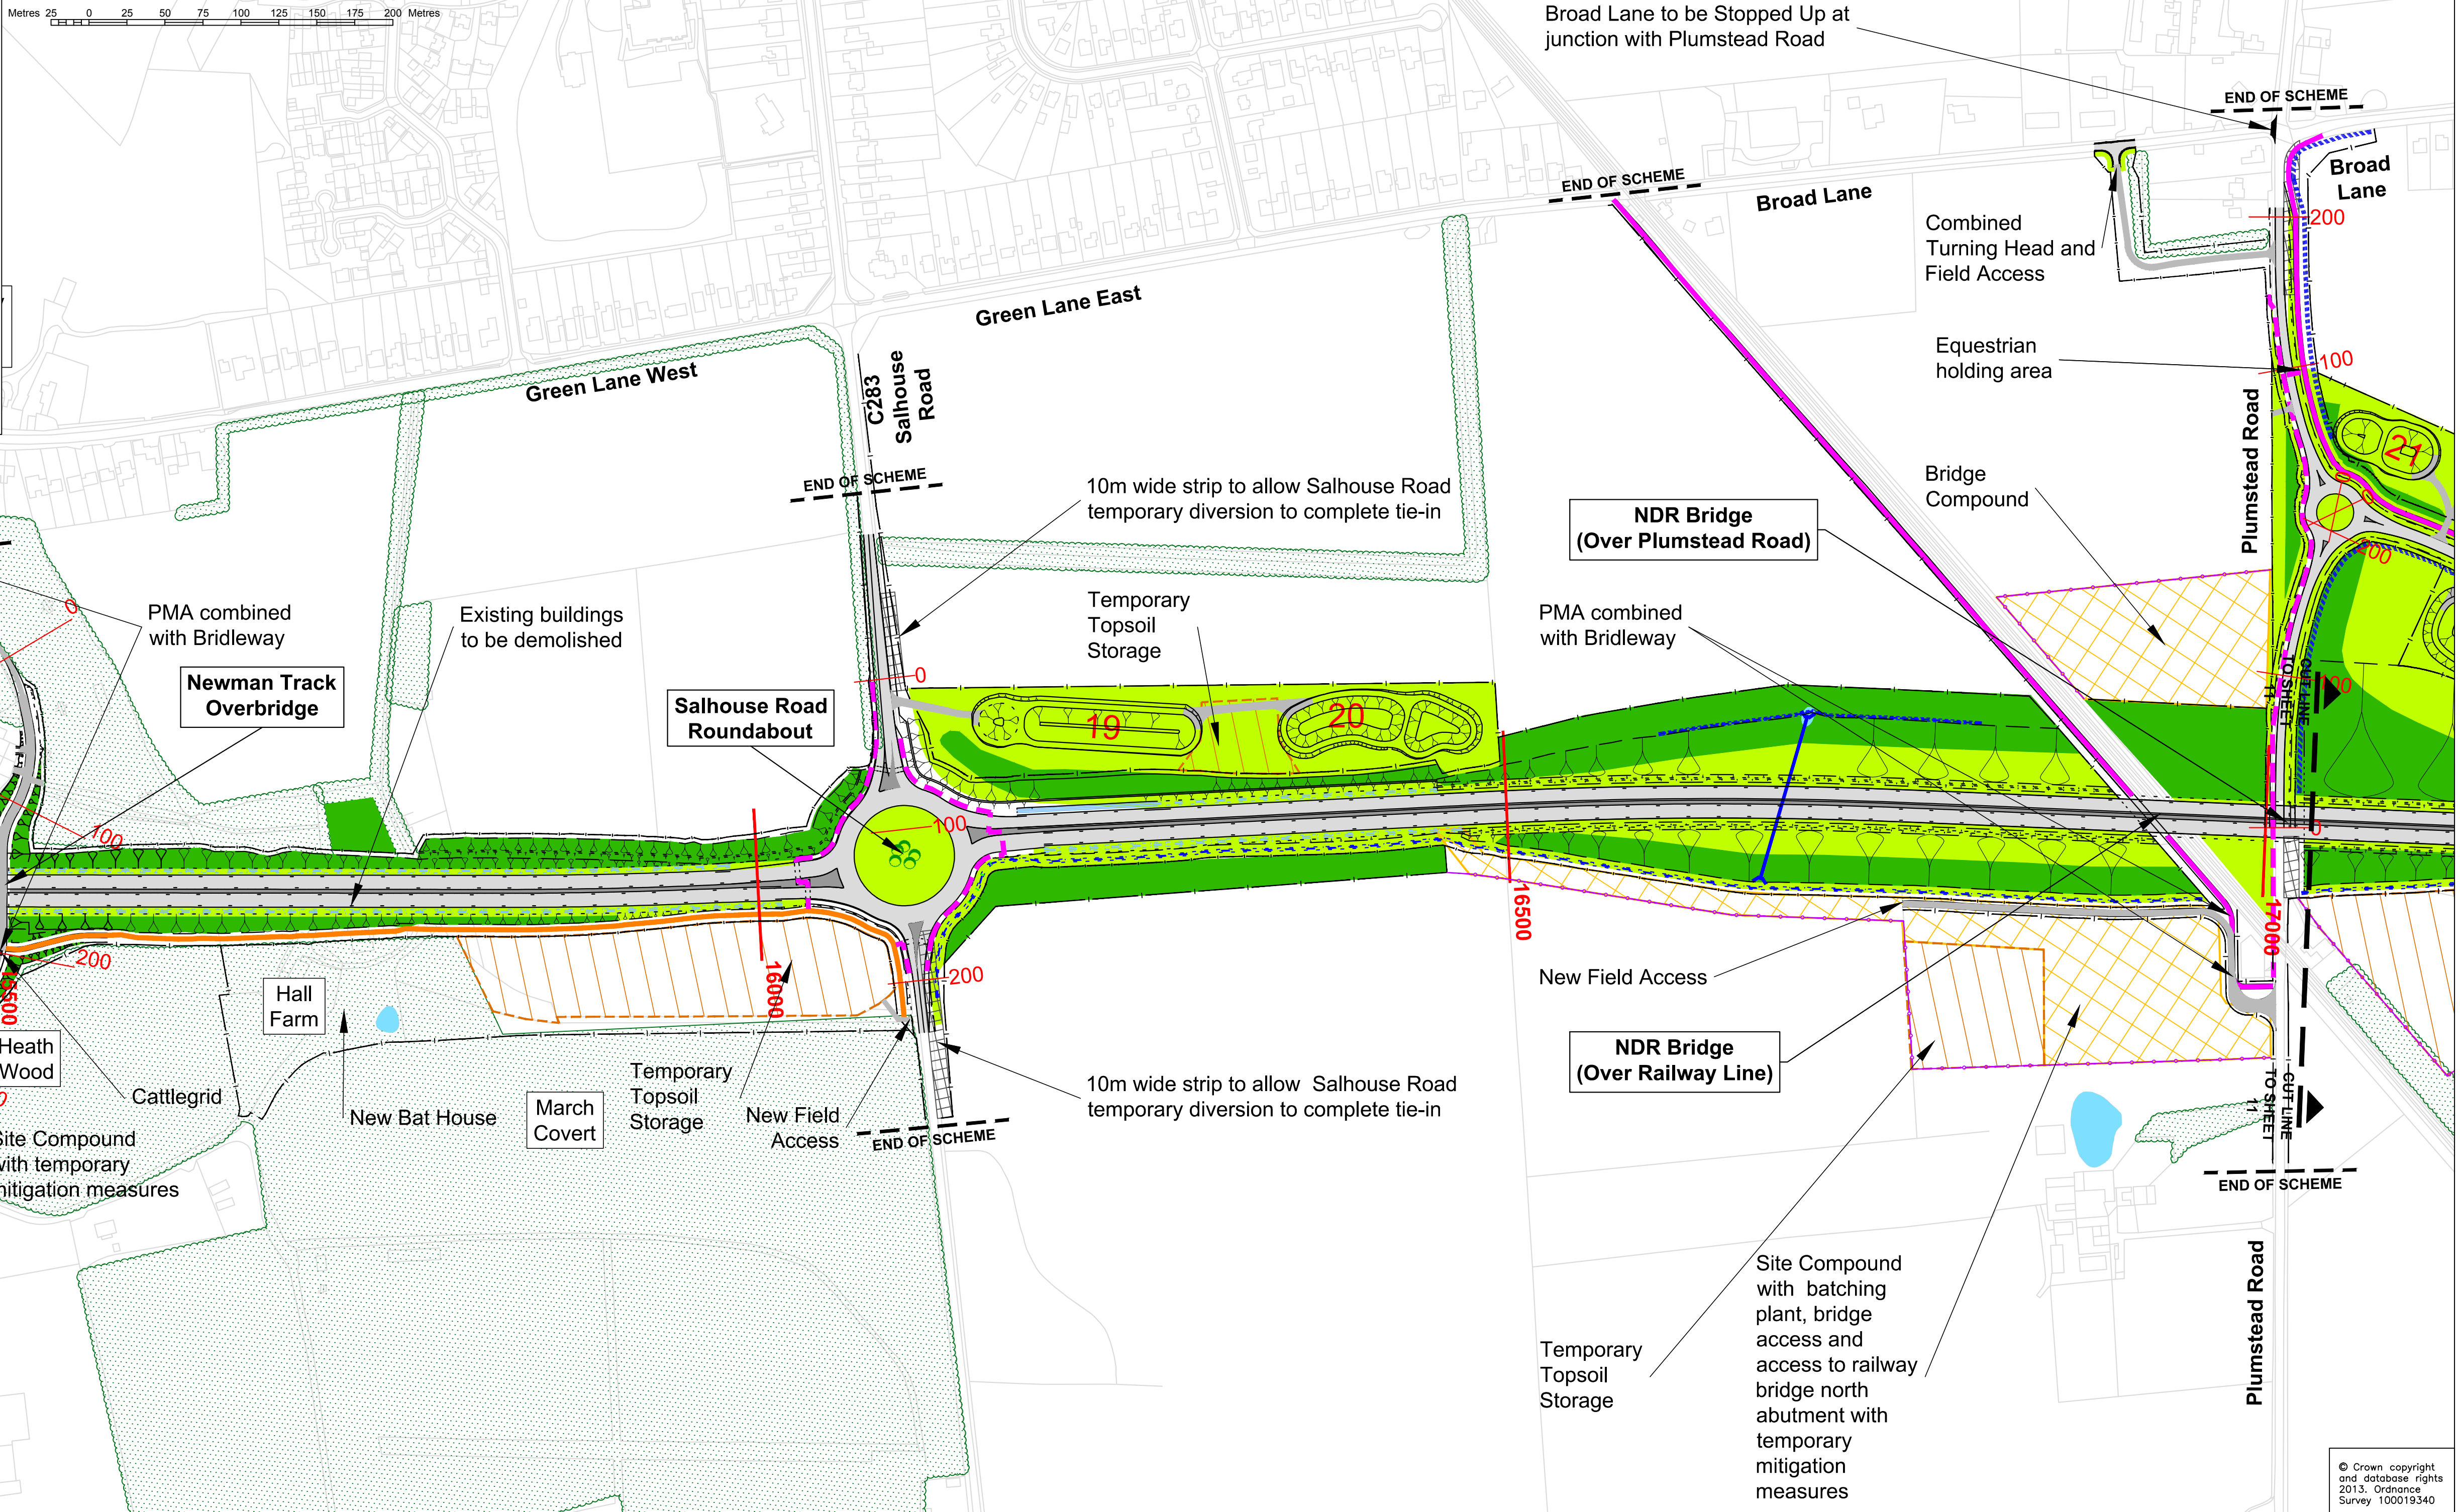 Metres 25 0 25 50 75 100 125 150 175 200 Metres
Broad Lane to be Stopped Up at
junction with Plumstead Road
END OF SCHEME
END OF SCHEME
Broad Lane
Broad
Lane
Combined
Turning Head and
Field Access
200
Green Lane East
Equestrian
holding area
100
Green Lane West
C283
Salhouse
Road
Plumstead Road
21
END OF SCHEME
10m wide strip to allow Salhouse Road
temporary diversion to complete tie-in
Bridge
Compound
0
0
200
NDR Bridge
(Over Plumstead Road)
0
PMA combined
with Bridleway
Existing buildings
to be demolished
Temporary
Topsoil
Storage
PMA combined
with Bridleway
Newman Track
Overbridge
Salhouse Road
Roundabout
0
19
20
CUT LINE
TO SHEET
11
100
100
100
0
16500
17000
15500
200
16000
200
Hall
Farm
New Field Access
Heath
Wood
Cattlegrid
New Bat House
March
Covert
Temporary
Topsoil
Storage
New Field
Access
END OF SCHEME
10m wide strip to allow Salhouse Road
temporary diversion to complete tie-in
NDR Bridge
(Over Railway Line)
CUT LINE
TO SHEET
11
END OF SCHEME
Site Compound
with temporary
mitigation measures
Plumstead Road
Temporary
Topsoil
Storage
Site Compound
with batching
plant, bridge
access and
access to railway
bridge north
abutment with
temporary
mitigation
measures
© Crown copyright
and database rights
2013. Ordnance
Survey 100019340